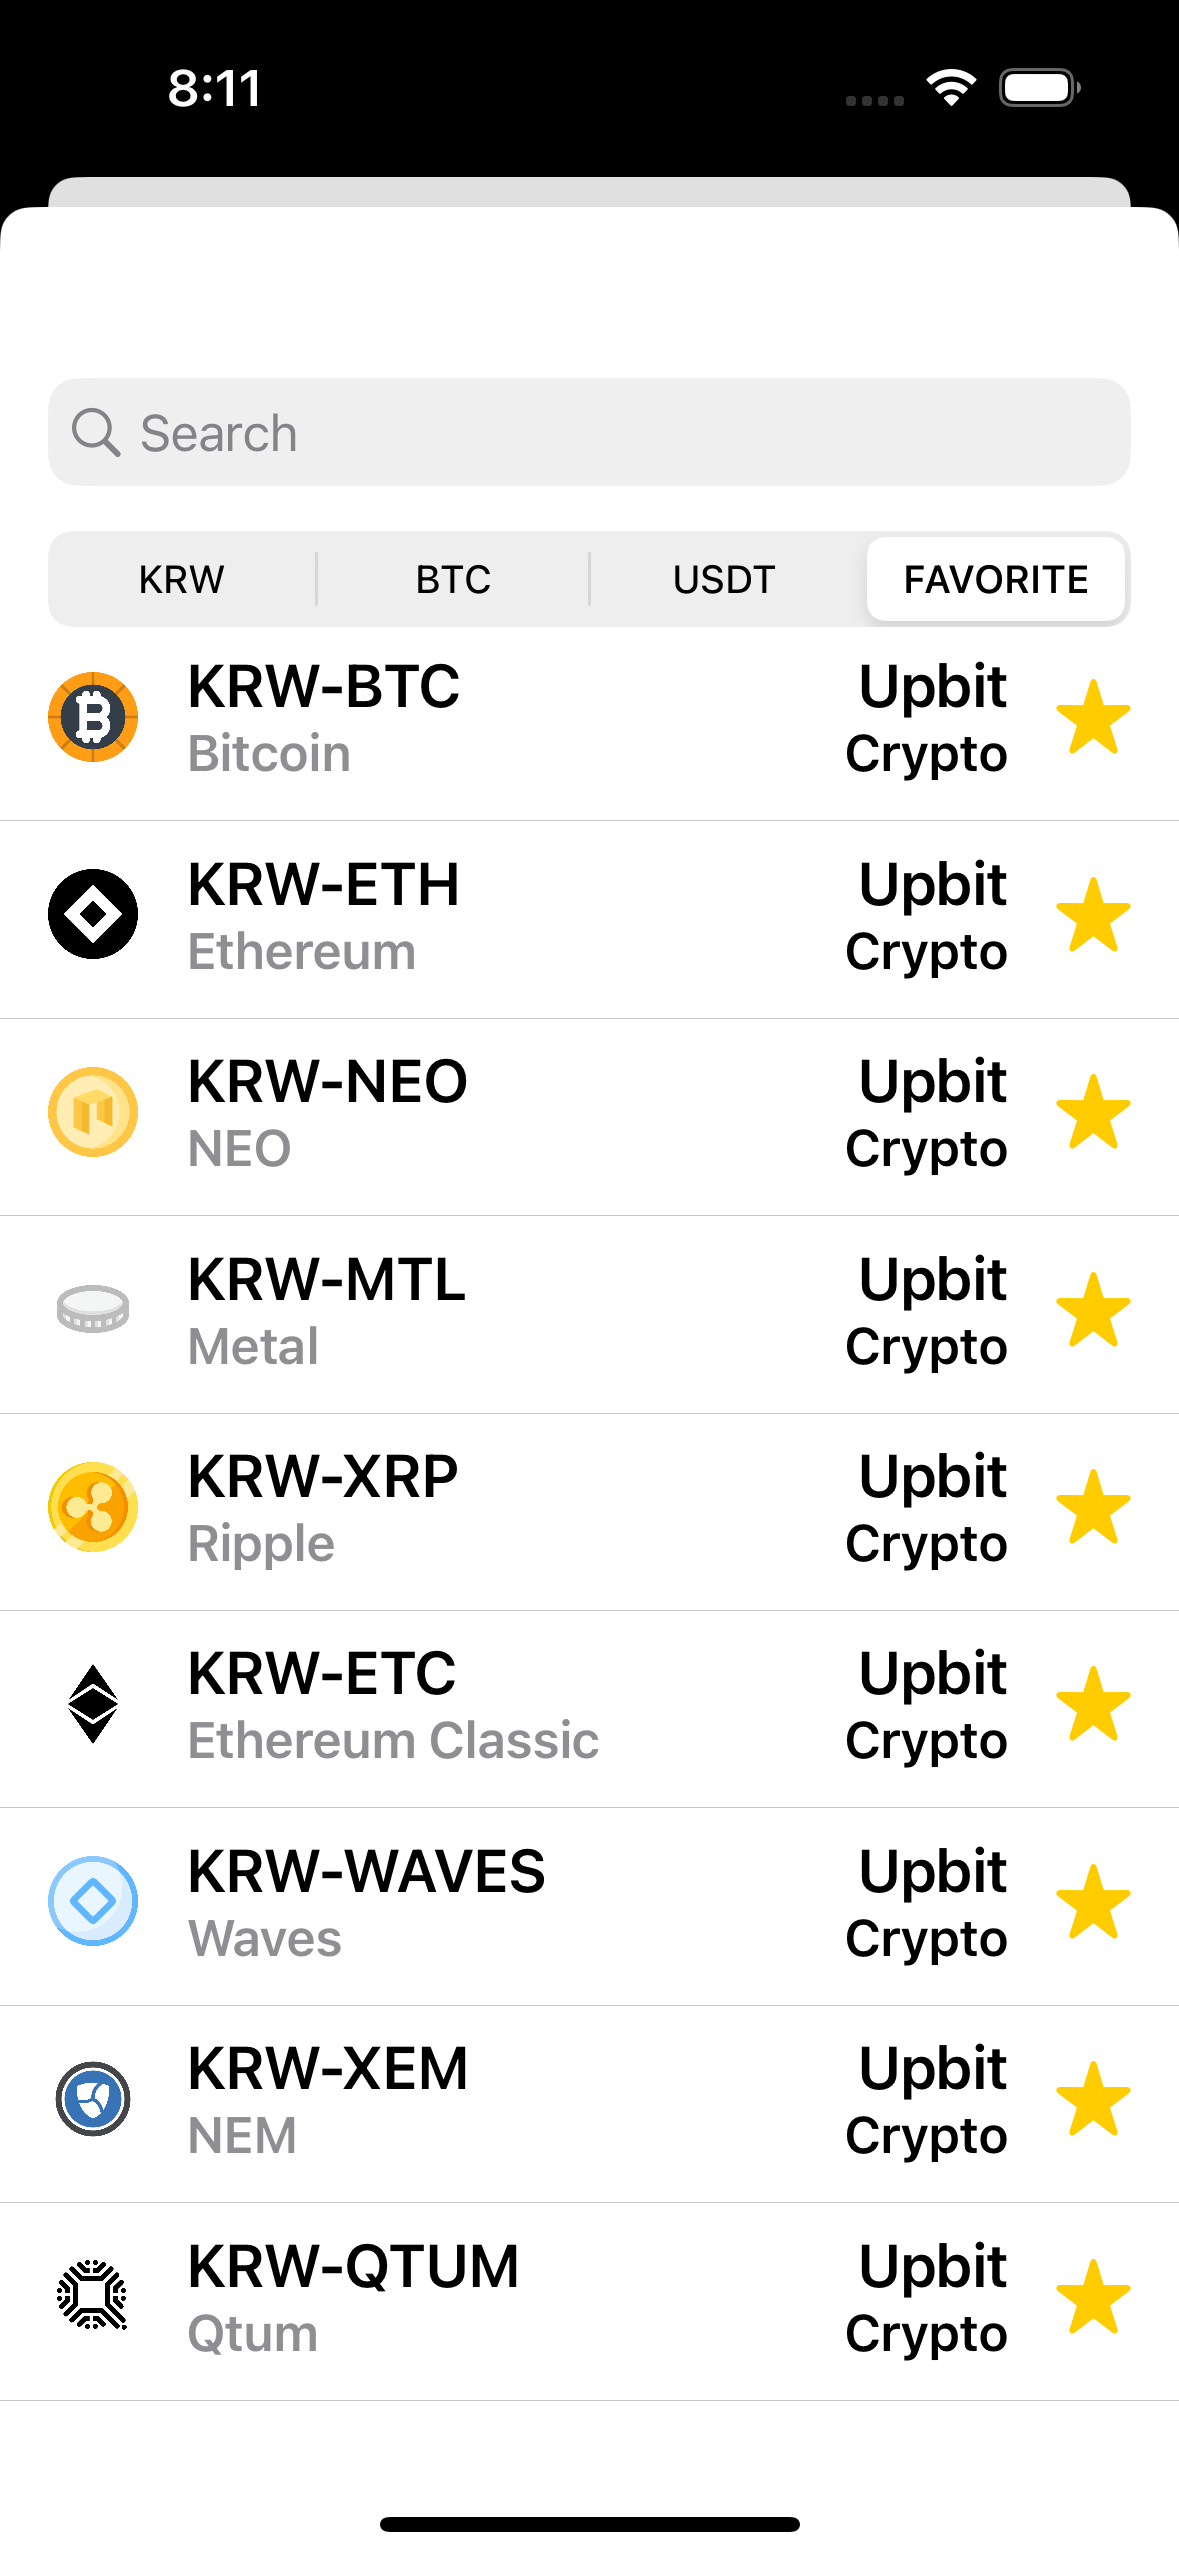 8:11
Search
KRW BTC USDT FAVORITE
KRW-BTC Upbit
Bitcoin Crypto
KRW-ETH Upbit
Ethereum Crypto
KRW-NEO Upbit
NEO Crypto
KRW-MTL Upbit
Metal Crypto
KRW-XRP Upbit
Ripple Crypto
KRW-ETC Upbit
Ethereum Classic Crypto
KRW-WAVES Upbit
Waves Crypto
KRW-XEM Upbit
NEM Crypto
KRW-QTUM Upbit
Qtum Crypto